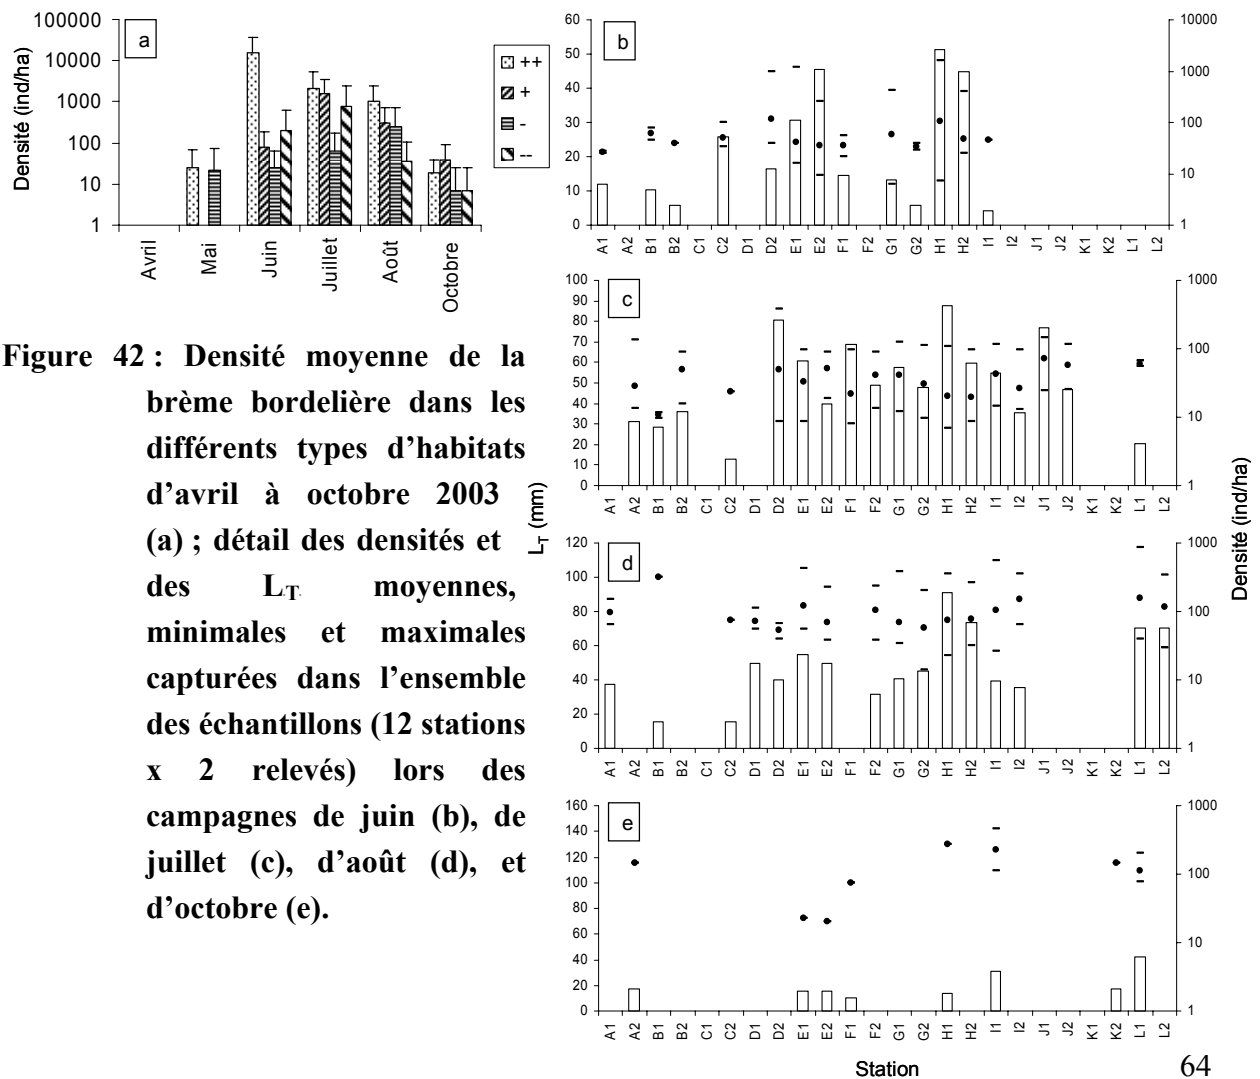 a
Densité (ind/ha)
100000
10000
1000
100
10
1
Avril
Mai
Juin
Juillet
Août
Octobre
++
+
-
--
Figure 42 : Densité moyenne de la
brème bordelière dans les
différents types d’habitats
d’avril à octobre 2003
(a) ; détail des densités et
des LT moyennes,
minimales et maximales
capturées dans l’ensemble
des échantillons (12 stations
x 2 relevés) lors des
campagnes de juin (b), de
juillet (c), d’août (d), et
d’octobre (e).
LT (mm)
b
60
50
40
30
20
10
0
10000
1000
100
10
1
A1 A2 B1 B2 C1 C2 D1 D2 E1 E2 F1 F2 G1 G2 H1 H2 I1 I2 J1 J2 K1 K2 L1 L2
c
100
90
80
70
60
50
40
30
20
10
0
1000
100
10
1
A1 A2 B1 B2 C1 C2 D1 D2 E1 E2 F1 F2 G1 G2 H1 H2 I1 I2 J1 J2 K1 K2 L1 L2
d
120
100
80
60
40
20
0
1000
100
10
1
A1 A2 B1 B2 C1 C2 D1 D2 E1 E2 F1 F2 G1 G2 H1 H2 I1 I2 J1 J2 K1 K2 L1 L2
e
160
140
120
100
80
60
40
20
0
1000
100
10
1
A1 A2 B1 B2 C1 C2 D1 D2 E1 E2 F1 F2 G1 G2 H1 H2 I1 I2 J1 J2 K1 K2 L1 L2
Densité (ind/ha)
Station
64